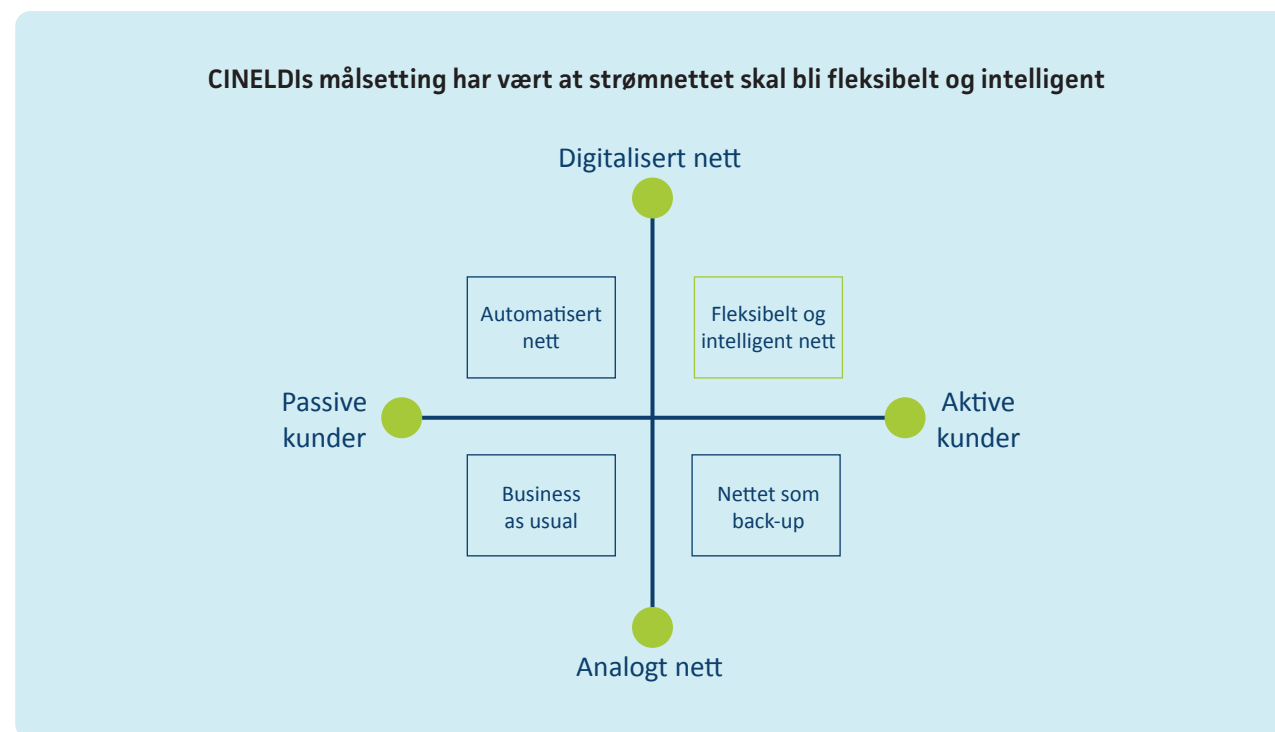 CINELDIs målsetting har vært at strømnettet skal bli fleksibelt og intelligent
Digitalisert nett
Automatisert
nett
Fleksibelt og
intelligent nett
Passive
kunder
Aktive
kunder
Business
as usual
Nettet som
back-up
Analogt nett